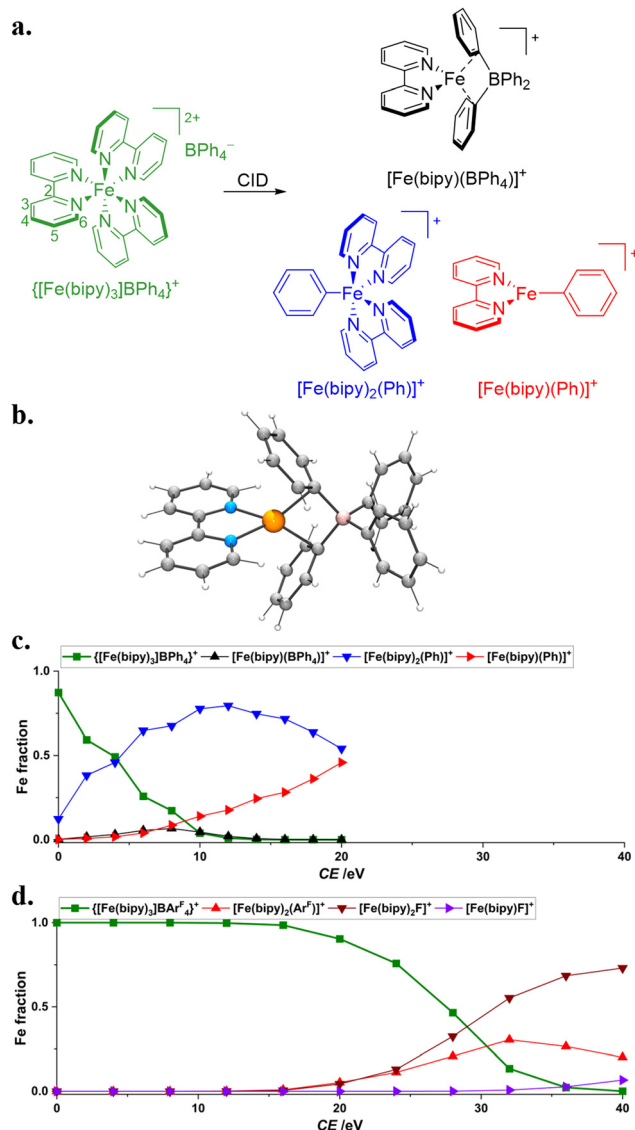 a.
2+
BPh₄⁻
N
N
N
N
N
N
Fe
2
3
4
5
6
{[Fe(bipy)₃]BPh₄}⁺
CID
+
N
N
Fe
BPh₂
[Fe(bipy)(BPh₄)]⁺
+
N
N
Fe
N
N
[Fe(bipy)₂(Ph)]⁺
+
N
N
Fe
[Fe(bipy)(Ph)]⁺
b.
c.
{[Fe(bipy)₃]BPh₄}⁺ [Fe(bipy)(BPh₄)]⁺ [Fe(bipy)₂(Ph)]⁺ [Fe(bipy)(Ph)]⁺
Fe fraction
1.0
0.5
0.0
0 10 20 30 40
CE /eV
d.
{[Fe(bipy)₃]BArᶠ₄}⁺ [Fe(bipy)₂(Arᶠ)]⁺ [Fe(bipy)₂F]⁺ [Fe(bipy)F]⁺
Fe fraction
1.0
0.5
0.0
0 10 20 30 40
CE /eV